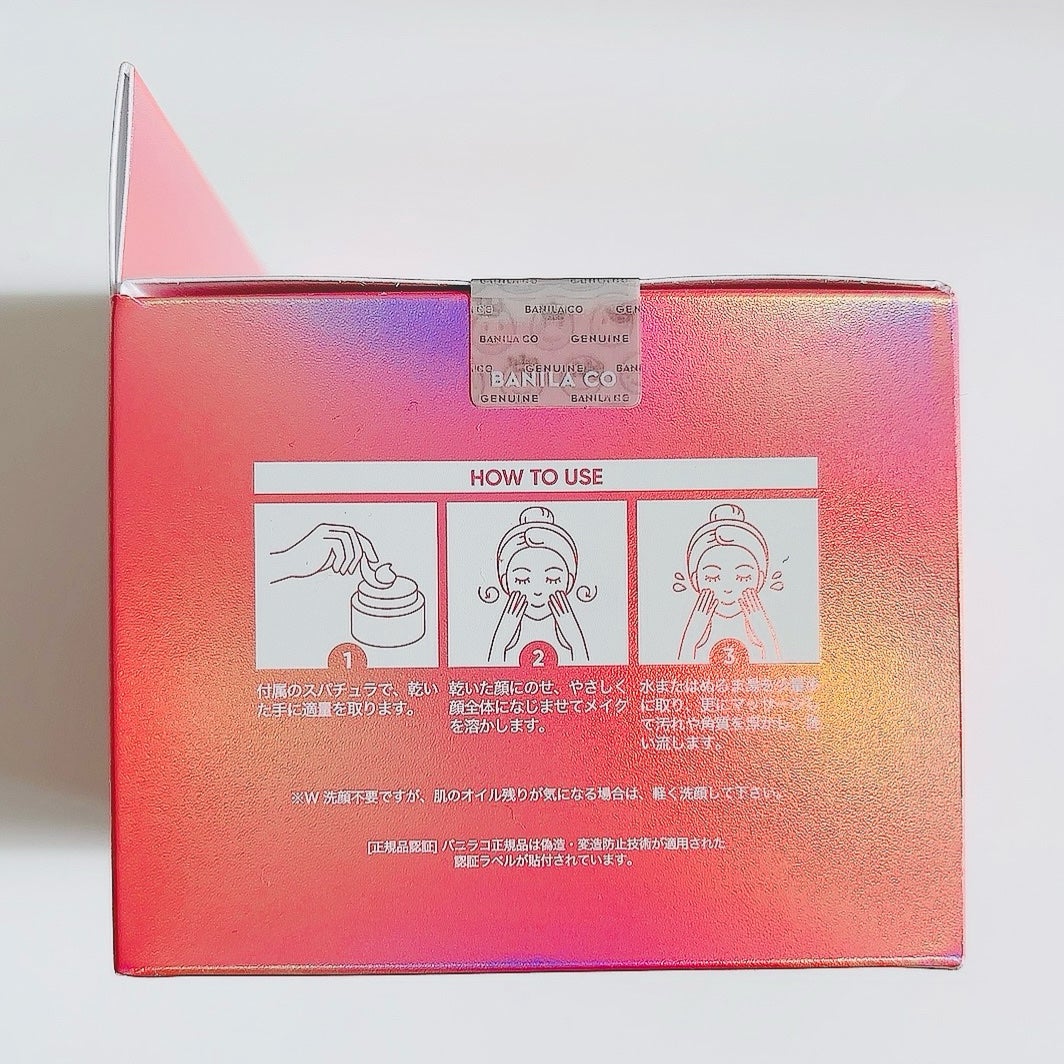 BANILA CO GENUINE
BANILA CO GENUINE
GENUINE
BANILA CO
GENUINE BANILA CO
HOW TO USE
1
付属のスパチュラで、乾い
た手に適量を取ります。
2
乾いた顔にのせ、やさしく
顔全体になじませてメイク
を溶かします。
3
水またはぬるま湯を
に取り、更にマッサージし
て汚れや角質を浮かし、洗
い流します。
※W 洗顔不要ですが、肌のオイル残りが気になる場合は、軽く洗顔して下さい。
[正規品認証] バニラコ正規品は偽造・変造防止技術が適用された
認証ラベルが貼付されています。